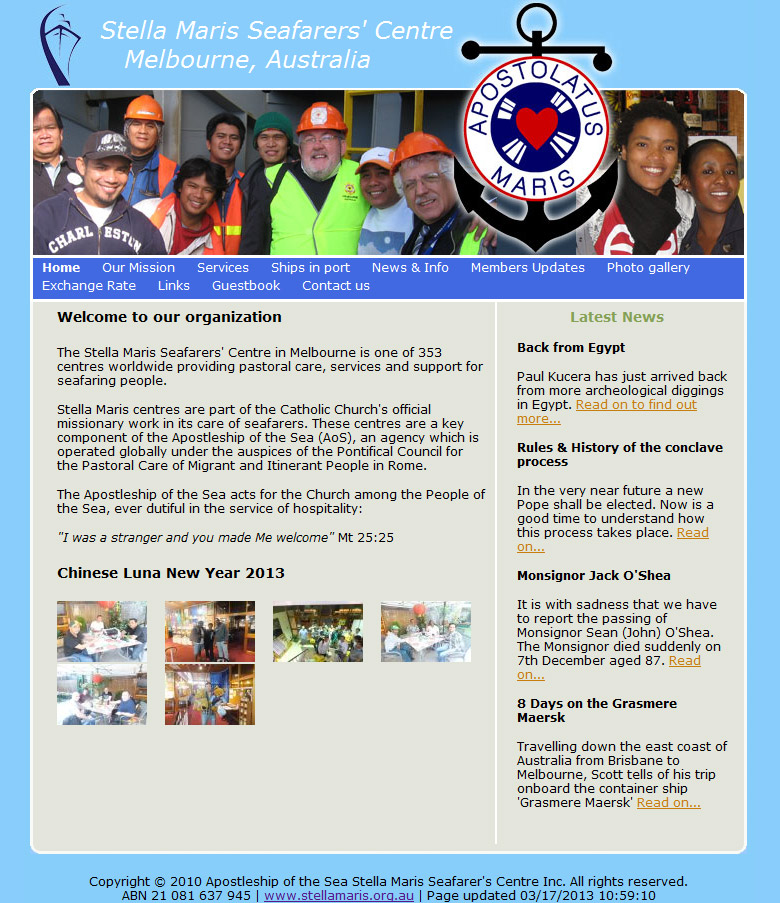 Stella Maris Seafarers' Centre
Melbourne, Australia
APOSTOLATUS
MARIS
CHARLESTON
Home Our Mission Services Ships in port News & Info Members Updates Photo gallery
Exchange Rate Links Guestbook Contact us
Welcome to our organization
The Stella Maris Seafarers' Centre in Melbourne is one of 353
centres worldwide providing pastoral care, services and support for
seafaring people.
Stella Maris centres are part of the Catholic Church's official
missionary work in its care of seafarers. These centres are a key
component of the Apostleship of the Sea (AoS), an agency which is
operated globally under the auspices of the Pontifical Council for
the Pastoral Care of Migrant and Itinerant People in Rome.
The Apostleship of the Sea acts for the Church among the People of
the Sea, ever dutiful in the service of hospitality:
"I was a stranger and you made Me welcome" Mt 25:25
Chinese Luna New Year 2013
Latest News
Back from Egypt
Paul Kucera has just arrived back
from more archeological diggings
in Egypt. Read on to find out
more...
Rules & History of the conclave
process
In the very near future a new
Pope shall be elected. Now is a
good time to understand how
this process takes place. Read
on...
Monsignor Jack O'Shea
It is with sadness that we have
to report the passing of
Monsignor Sean (John) O'Shea.
The Monsignor died suddenly on
7th December aged 87. Read
on...
8 Days on the Grasmere
Maersk
Travelling down the east coast of
Australia from Brisbane to
Melbourne, Scott tells of his trip
onboard the container ship
'Grasmere Maersk' Read on...
Copyright © 2010 Apostleship of the Sea Stella Maris Seafarer's Centre Inc. All rights reserved.
ABN 21 081 637 945 | www.stellamaris.org.au | Page updated 03/17/2013 10:59:10